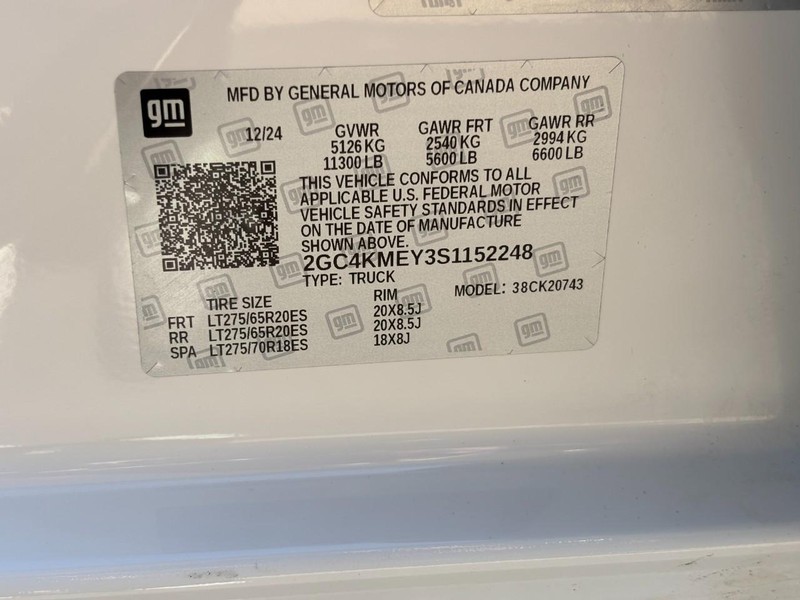 gm
MFD BY GENERAL MOTORS OF CANADA COMPANY
12/24 GVWR GAWR FRT GAWR RR
5126 KG 2540 KG 2994 KG
11300 LB 5600 LB 6600 LB
THIS VEHICLE CONFORMS TO ALL
APPLICABLE U.S. FEDERAL MOTOR
VEHICLE SAFETY STANDARDS IN EFFECT
ON THE DATE OF MANUFACTURE
SHOWN ABOVE.
2GC4KMEY3S1152248
TYPE: TRUCK MODEL: 38CK20743
TIRE SIZE RIM
FRT LT275/65R20ES 20X8.5J
RR LT275/65R20ES 20X8.5J
SPA LT275/70R18ES 18X8J